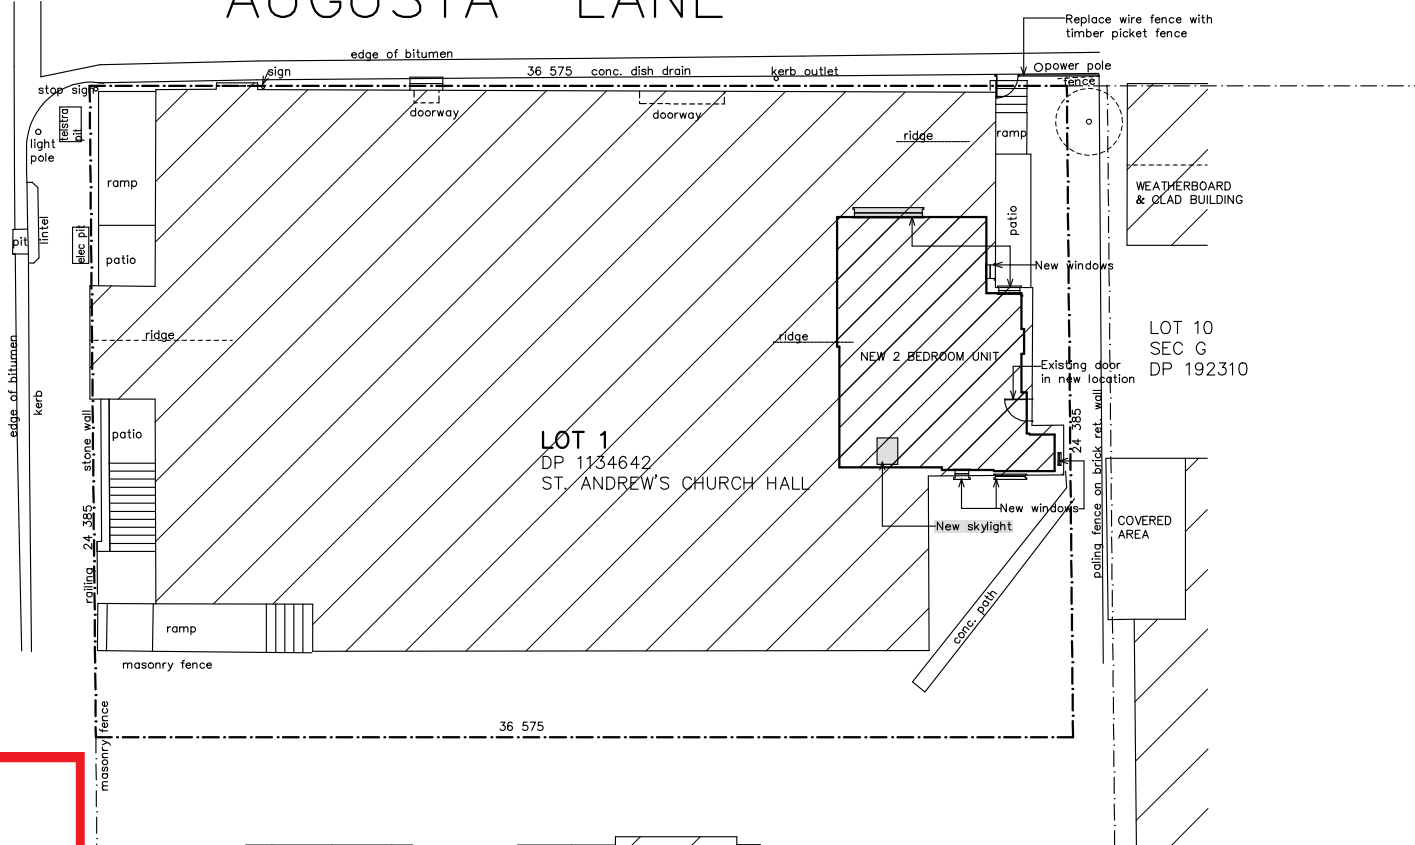 AUGUSTA LANE
Replace wire fence with
timber picket fence
edge of bitumen
sign
36 575
conc. dish drain
kerb outlet
power pole
fence
stop sign
doorway
doorway
telstra
pit
light
pole
ramp
ridge
ramp
WEATHERBOARD
& CLAD BUILDING
lintel
pit
elec pit
patio
patio
New windows
ridge
ridge
LOT 10
SEC G
DP 192310
NEW 2 BEDROOM UNIT
Existing door
in new location
edge of bitumen
kerb
stone wall
patio
24 385
paling fence on brick ret. wall
LOT 1
DP 1134642
ST. ANDREW'S CHURCH HALL
New windows
New skylight
COVERED
AREA
24 385
railing
ramp
conc. path
masonry fence
36 575
masonry fence